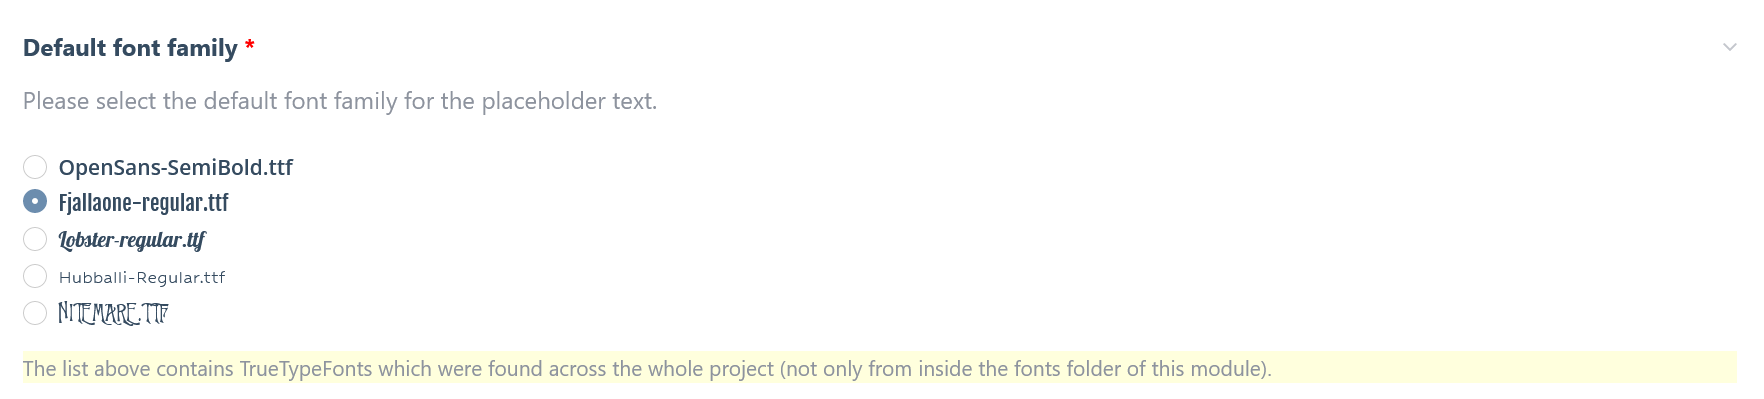 Default font family *
Please select the default font family for the placeholder text.
OpenSans-SemiBold.ttf
Fjallaone-regular.ttf
Lobster-regular.ttf
Hubballi-Regular.ttf
NITEMARE.TTF
The list above contains TrueTypeFonts which were found across the whole project (not only from inside the fonts folder of this module).